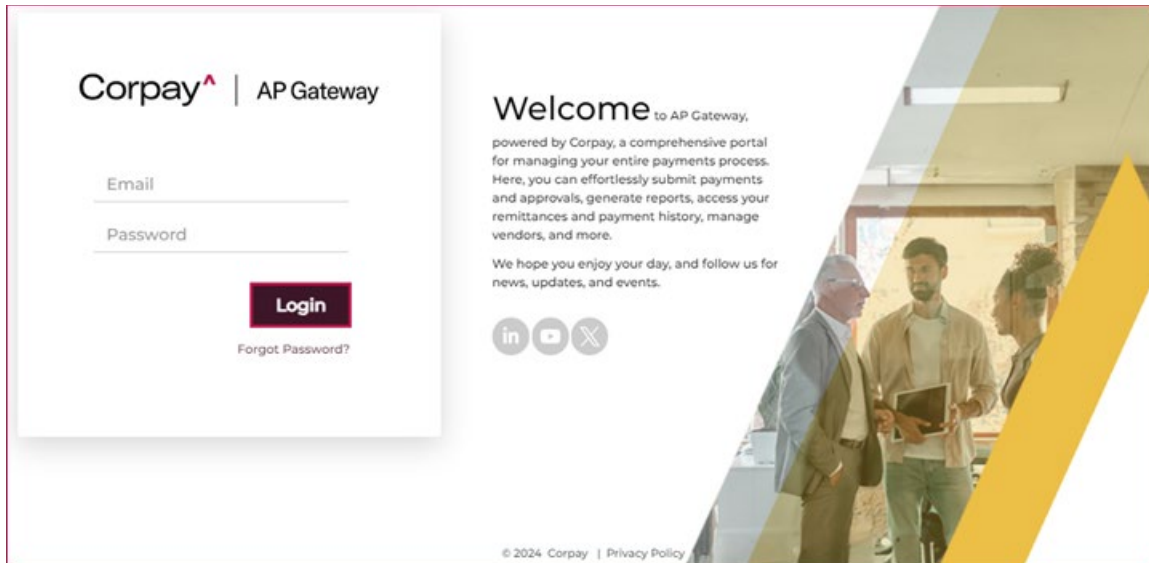 Corpay^ | AP Gateway
Email
Password
Login
Forgot Password?
Welcome to AP Gateway,
powered by Corpay, a comprehensive portal
for managing your entire payments process.
Here, you can effortlessly submit payments
and approvals, generate reports, access your
remittances and payment history, manage
vendors, and more.
We hope you enjoy your day, and follow us for
news, updates, and events.
in X
© 2024 Corpay | Privacy Policy